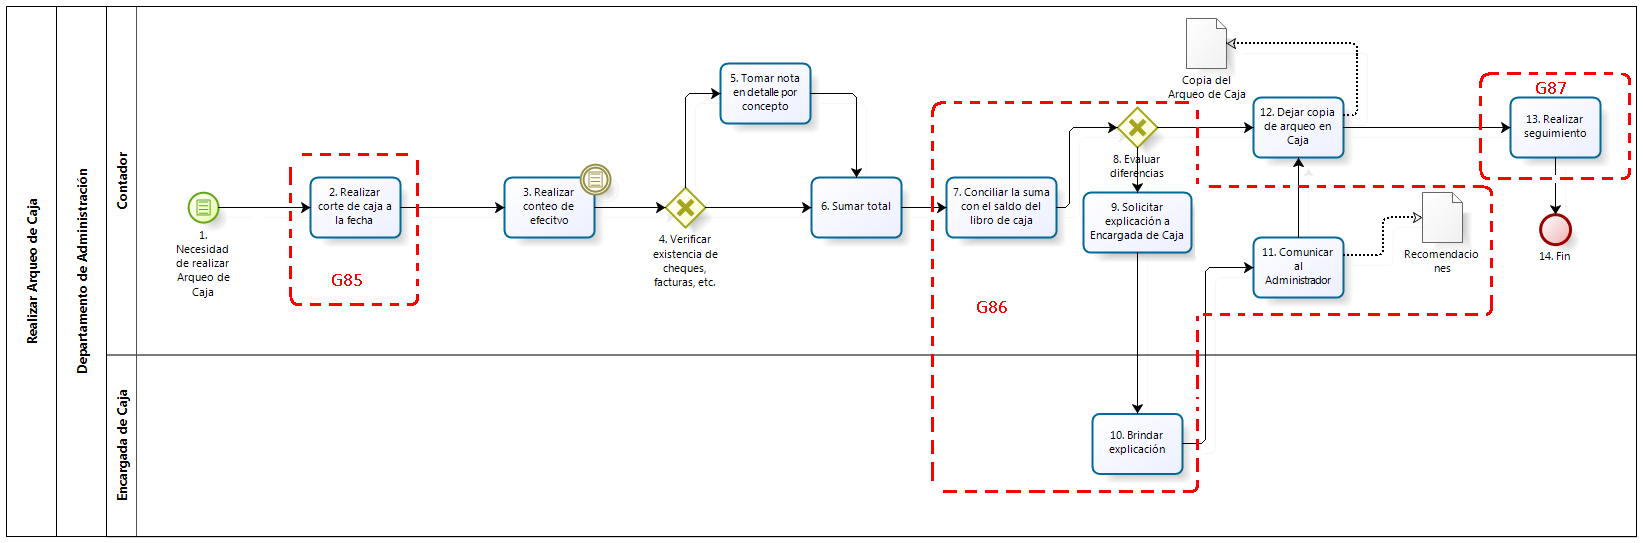 Realizar Arqueo de Caja
Departamento de Administración
Contador
Encargada de Caja
1.
Necesidad
de realizar
Arqueo de
Caja
2. Realizar
corte de caja a
la fecha
G85
3. Realizar
conteo de
efecitvo
4. Verificar
existencia de
cheques,
facturas, etc.
5. Tomar nota
en detalle por
concepto
6. Sumar total
7. Conciliar la suma
con el saldo del
libro de caja
8. Evaluar
diferencias
9. Solicitar
explicación a
Encargada de Caja
G86
10. Brindar
explicación
11. Comunicar
al
Administrador
Recomendacio
nes
12. Dejar copia
de arqueo en
Caja
Copia del
Arqueo de Caja
G87
13. Realizar
seguimiento
14. Fin